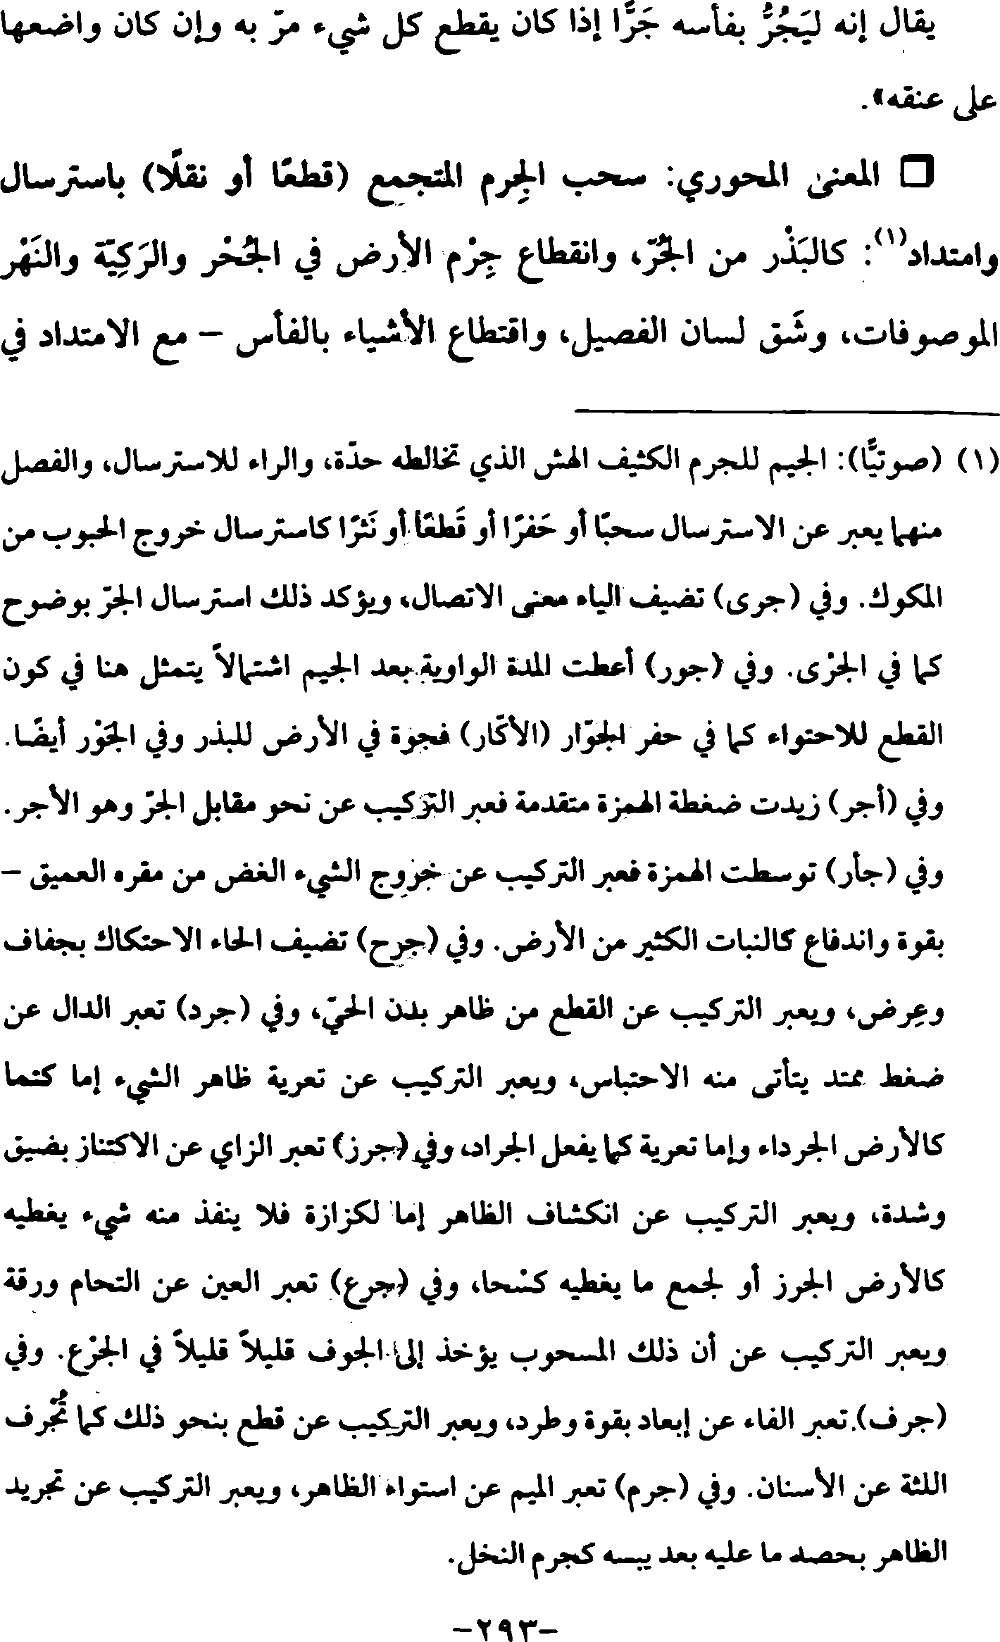 يقال إنه ليَجُرُّ بفأسه جَرًّا إذا كان يقطع كل شيء مرّ به وإن كان واضعها
على عنقه».
□ المعنى المحوري: سحب الجِرم المتجمع (قطعًا أو نقلًا) باسترسال
وامتداد(١): كالبَذْر من الجُرّ، وانقطاع جِرْم الأرض في الجُحْر والرَكِيّة والنَهْر
الموصوفات، وشَق لسان الفصيل، واقتطاع الأشياء بالفأس – مع الامتداد في
(١) (صوتيًّا): الجيم للجرم الكثيف الهش الذي تخالطه حدّة، والراء للاسترسال، والفصل
منهما يعبر عن الاسترسال سحبًا أو حَفرًا أو قَطعًا أو نَثرًا كاسترسال خروج الحبوب من
المكوك. وفي (جرى) تضيف الياء معنى الاتصال، ويؤكد ذلك استرسال الجرّ بوضوح
كما في الجرْى. وفي (جور) أعطت المدة الواوية بعد الجيم اشتمالاً يتمثل هنا في كون
القطع للاحتواء كما في حفر الجوّار (الأكّار) فجوة في الأرض للبذر وفي الجَوْر أيضًا.
وفي (أجر) زيدت ضغطة الهمزة متقدمة فعبر التركيب عن نحو مقابل الجرّ وهو الأجر.
وفي (جأر) توسطت الهمزة فعبر التركيب عن خروج الشيء الغض من مقره العميق –
بقوة واندفاع كالنبات الكثير من الأرض. وفي (جرح) تضيف الحاء الاحتكاك بجفاف
وعِرض، ويعبر التركيب عن القطع من ظاهر بدن الحيّ، وفي (جرد) تعبر الدال عن
ضغط ممتد يتأتى منه الاحتباس، ويعبر التركيب عن تعرية ظاهر الشيء إما كتما
كالأرض الجرداء وإما تعرية كما يفعل الجراد، وفي (جرز) تعبر الزاي عن الاكتناز بضيق
وشدة، ويعبر التركيب عن انكشاف الظاهر إما لكزازة فلا ينفذ منه شيء يغطيه
كالأرض الجرز أو لجمع ما يغطيه كسْحا، وفي (جرع) تعبر العين عن التحام ورقة
ويعبر التركيب عن أن ذلك المسحوب يؤخذ إلى الجوف قليلاً قليلاً في الجرْع. وفي
(جرف) تعبر الفاء عن إبعاد بقوة وطرد، ويعبر التركيب عن قطع بنحو ذلك كما تُجُرف
اللثة عن الأسنان. وفي (جرم) تعبر الميم عن استواء الظاهر، ويعبر التركيب عن تجريد
الظاهر بحصد ما عليه بعد يبسه كجرم النخل.
-٢٩٣-